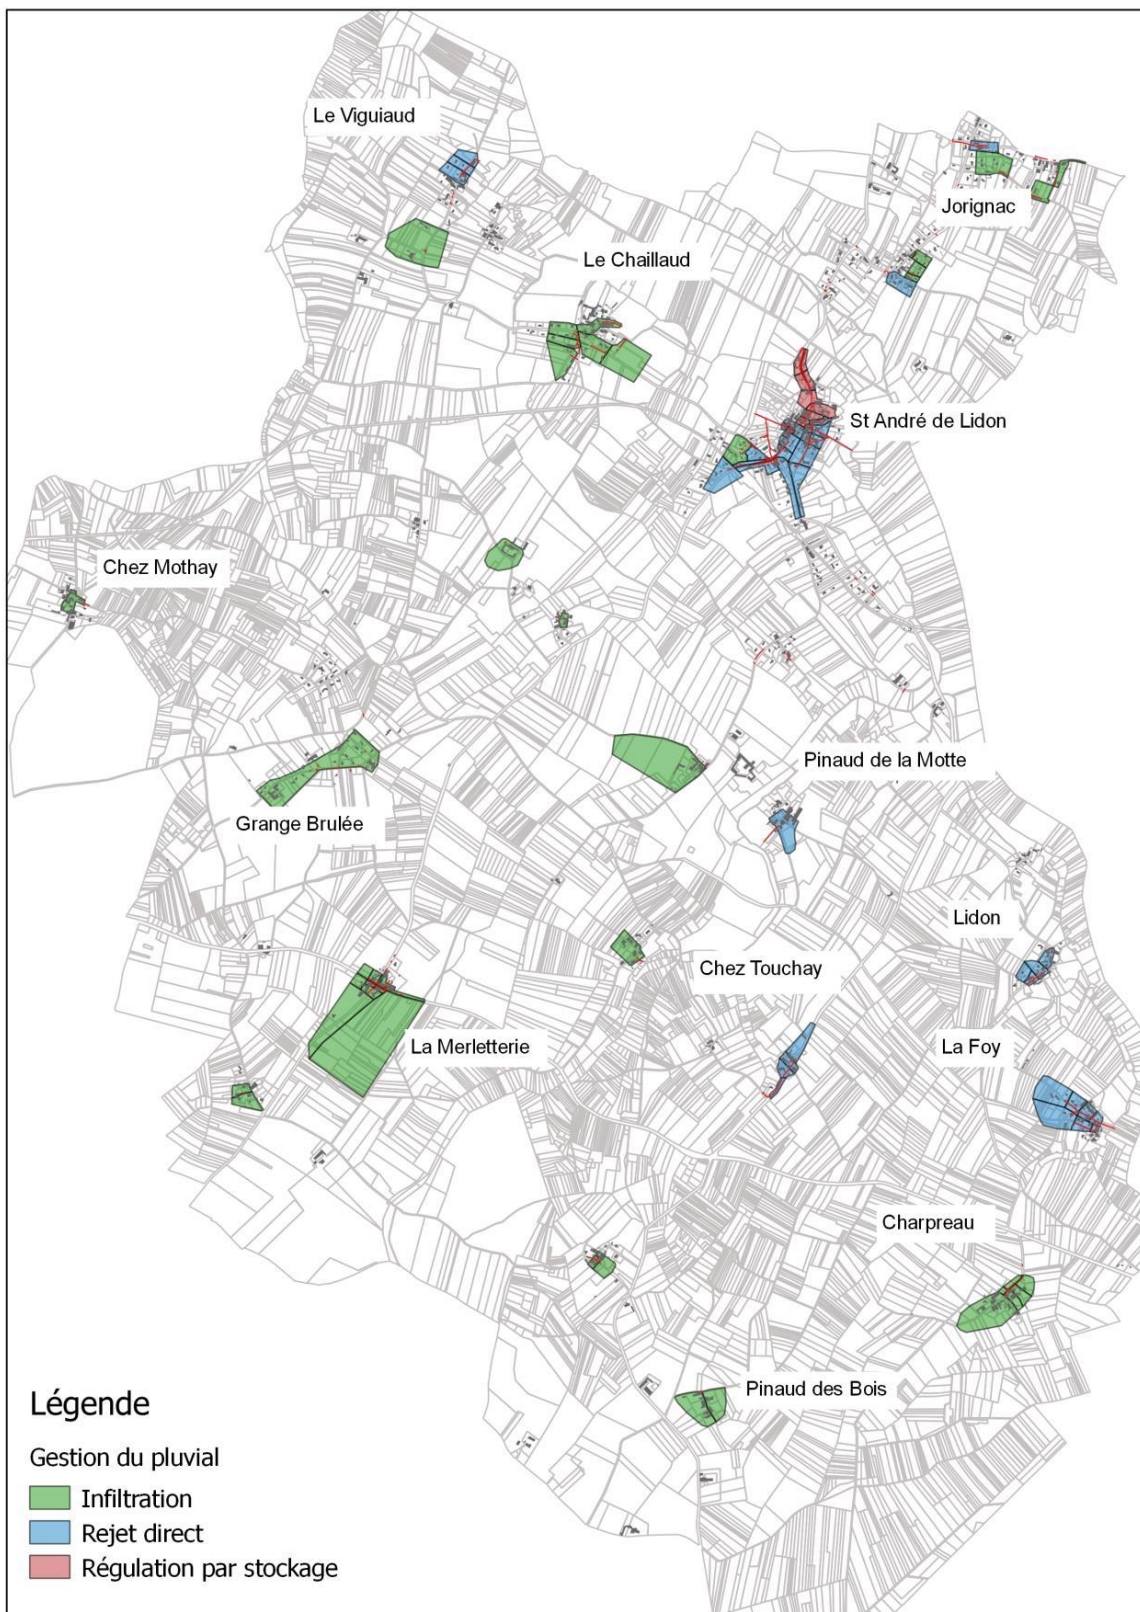 Le Viguiaud
Jorignac
Le Chaillaud
St André de Lidon
Chez Mothay
Pinaud de la Motte
Grange Brulée
Lidon
Chez Touchay
La Merletterie
La Foy
Charpreau
Pinaud des Bois
Légende
Gestion du pluvial
Infiltration
Rejet direct
Régulation par stockage